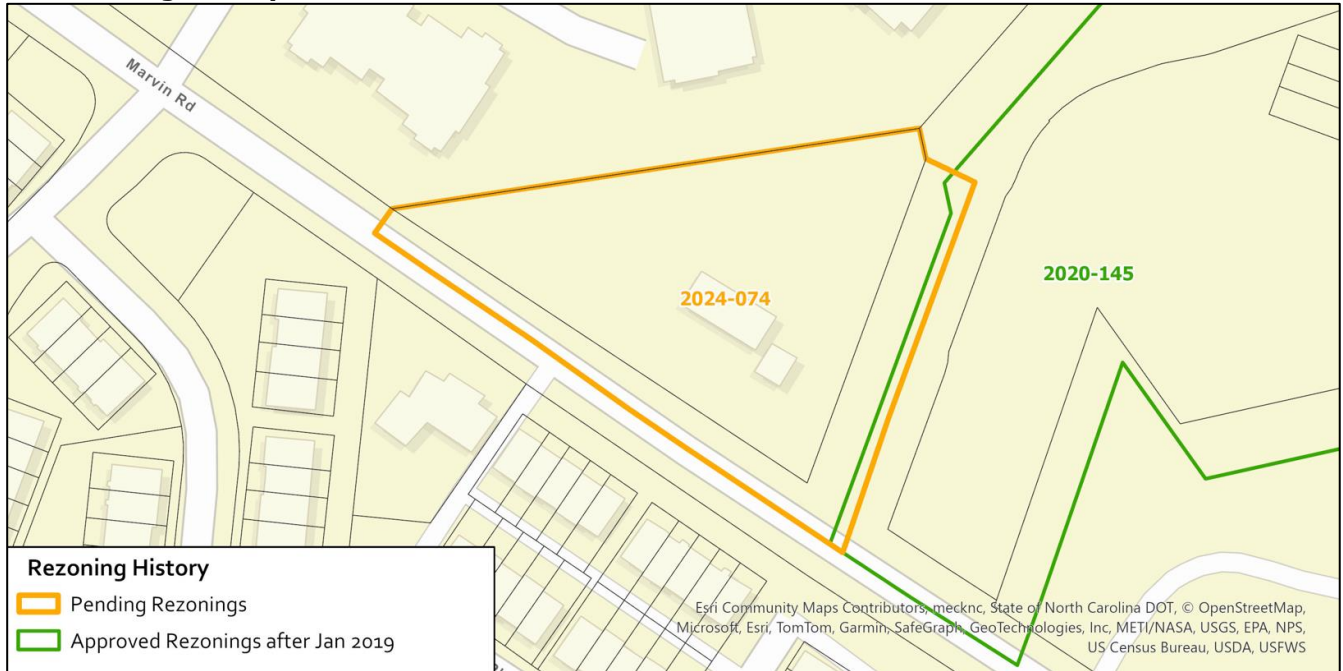 Marvin Rd
2024-074
2020-145
Rezoning History
Pending Rezonings
Approved Rezonings after Jan 2019
Esri Community Maps Contributors, mecknc, State of North Carolina DOT, © OpenStreetMap,
Microsoft, Esri, TomTom, Garmin, SafeGraph, GeoTechnologies, Inc, METI/NASA, USGS, EPA, NPS,
US Census Bureau, USDA, USFWS